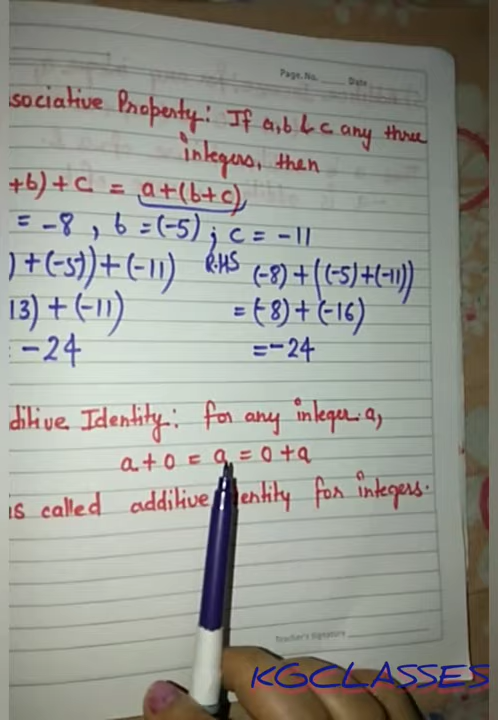 Page. No. Date
sociative Property: If a,b & c any three
integers, then
+b) + c = a+(b+c),
= -8 , b = (-5) ; c = -11
) +(-5)) + (-11) R.HS (-8) + ((-5)+(-11))
13) + (-11) = (-8) + (-16)
= -24 = -24
ditive Identity: for any integer a,
a + 0 = a = 0 + a
is called additive identity for integers.
Teacher's Signature
KGCLASSES